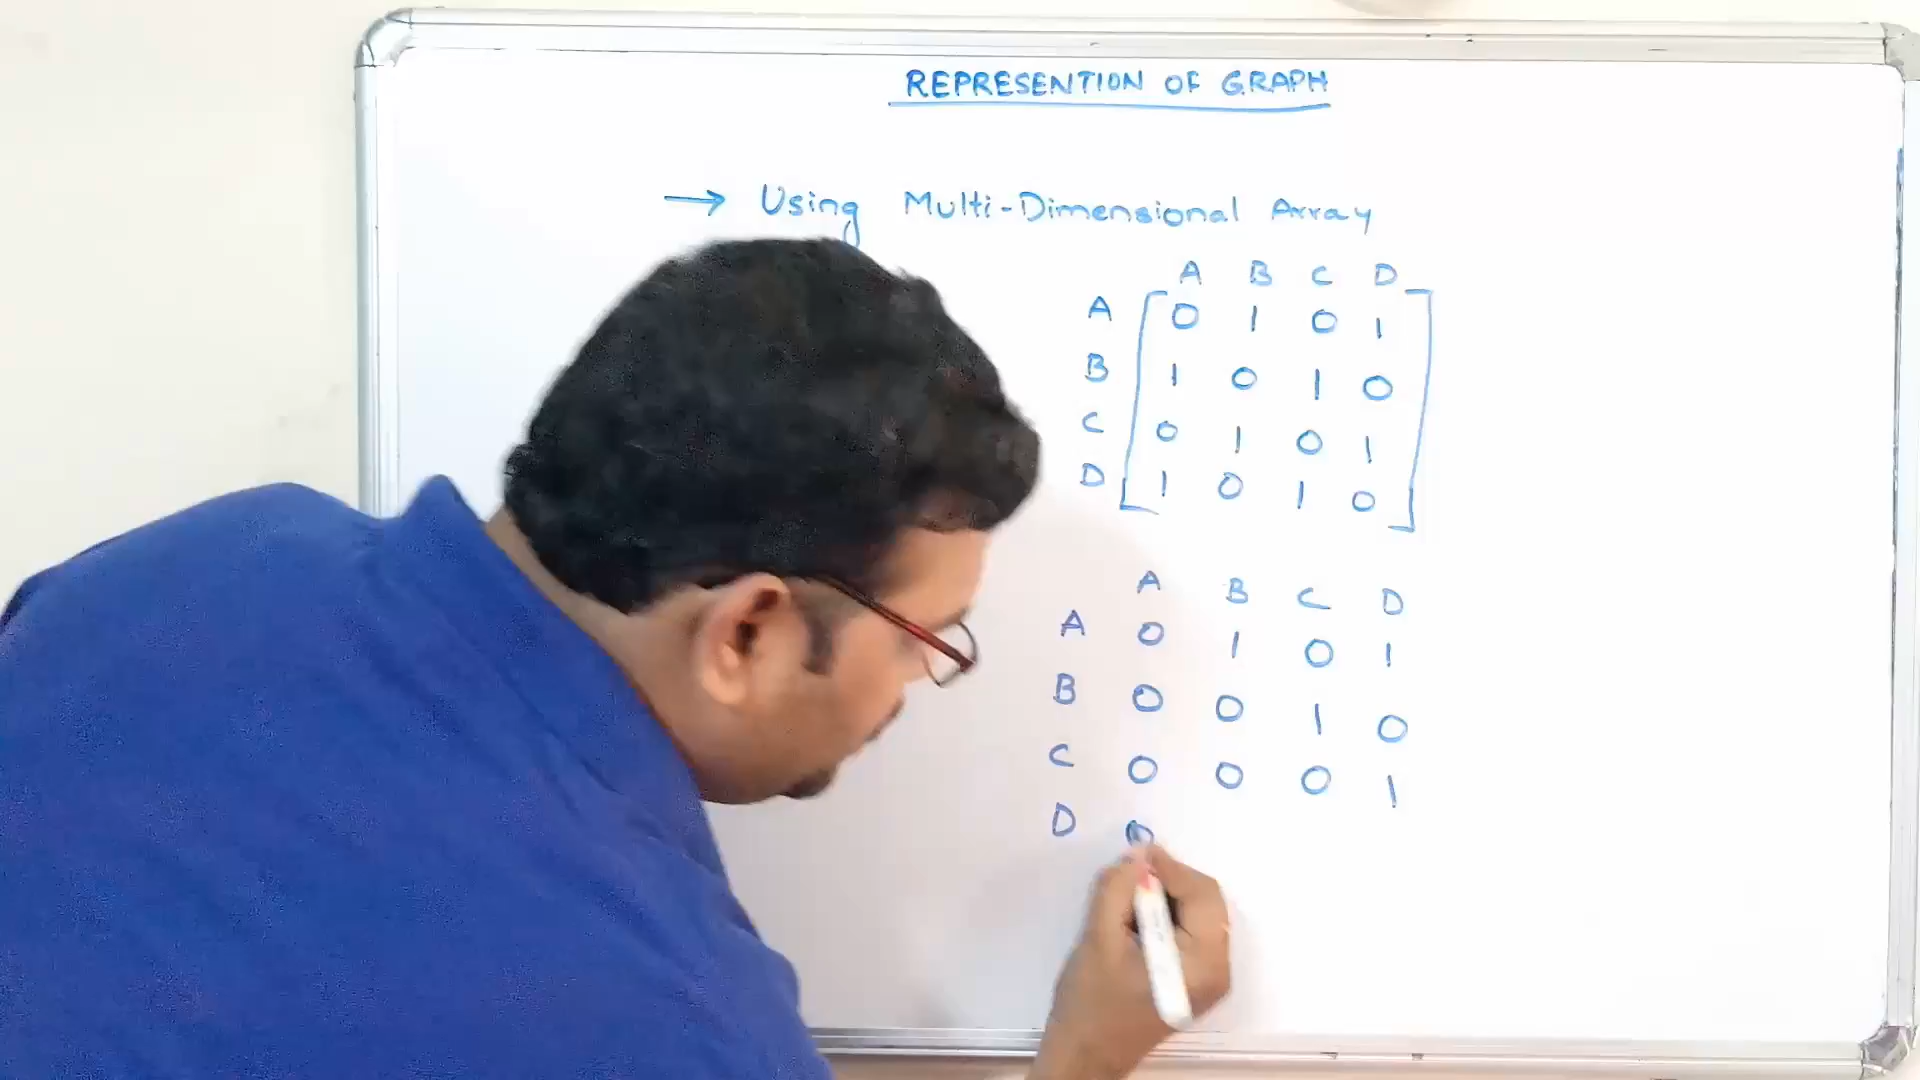 REPRESENTION OF GRAPH
→ Using Multi-Dimensional Array
A B C D
A 0 1 0 1
B 1 0 1 0
C 0 1 0 1
D 1 0 1 0
A B C D
A 0 1 0 1
B 0 0 1 0
C 0 0 0 1
D 0